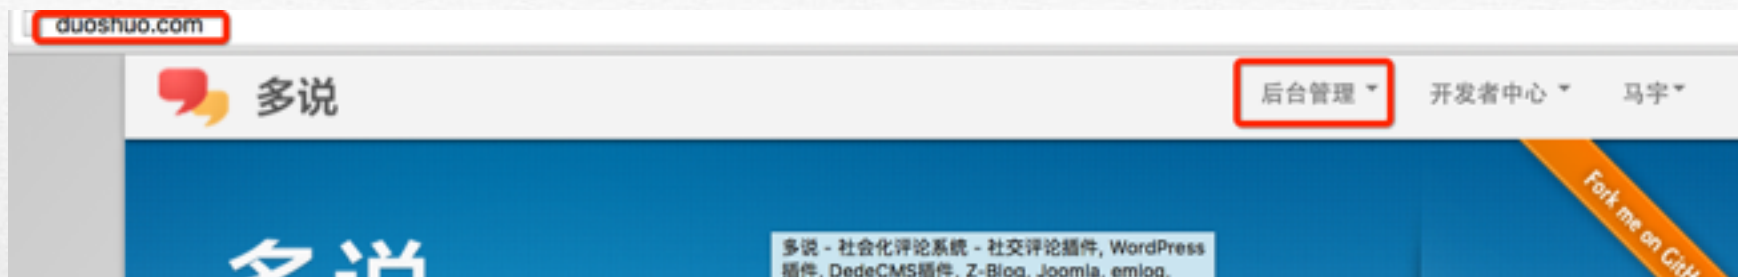 duoshuo.com
多说
后台管理
开发者中心
马宇
Fork me on GitH
多说
多说 - 社会化评论系统 - 社交评论插件, WordPress
插件, DedeCMS插件, Z-Blog, Joomla, emlog,